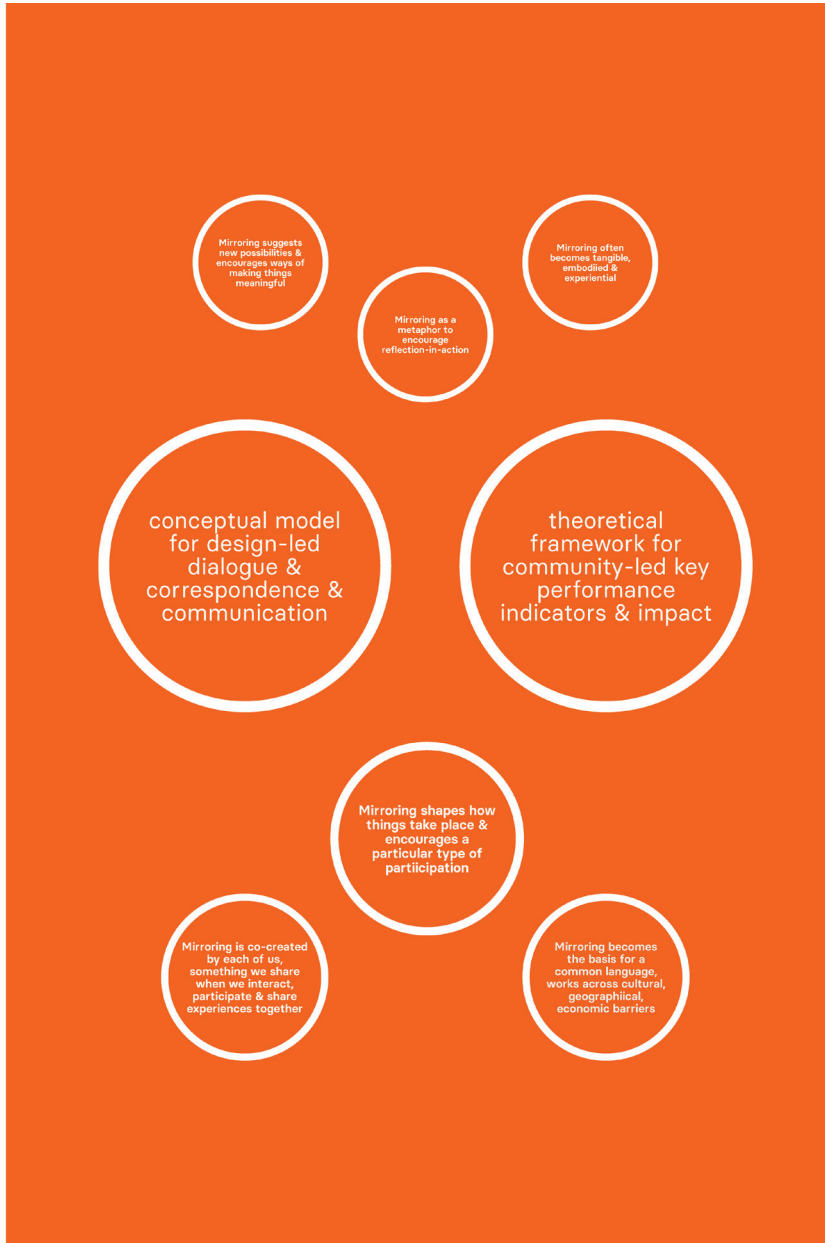 Mirroring suggests
new possibilities &
encourages ways of
making things
meaningful
Mirroring often
becomes tangible,
embodiied &
experiential
Mirroring as a
metaphor to
encourage
reflection-in-action
conceptual model
for design-led
dialogue &
correspondence &
communication
theoretical
framework for
community-led key
performance
indicators & impact
Mirroring shapes how
things take place &
encourages a
particular type of
partiicipation
Mirroring is co-created
by each of us,
something we share
when we interact,
participate & share
experiences together
Mirroring becomes
the basis for a
common language,
works across cultural,
geographiical,
economic barriers